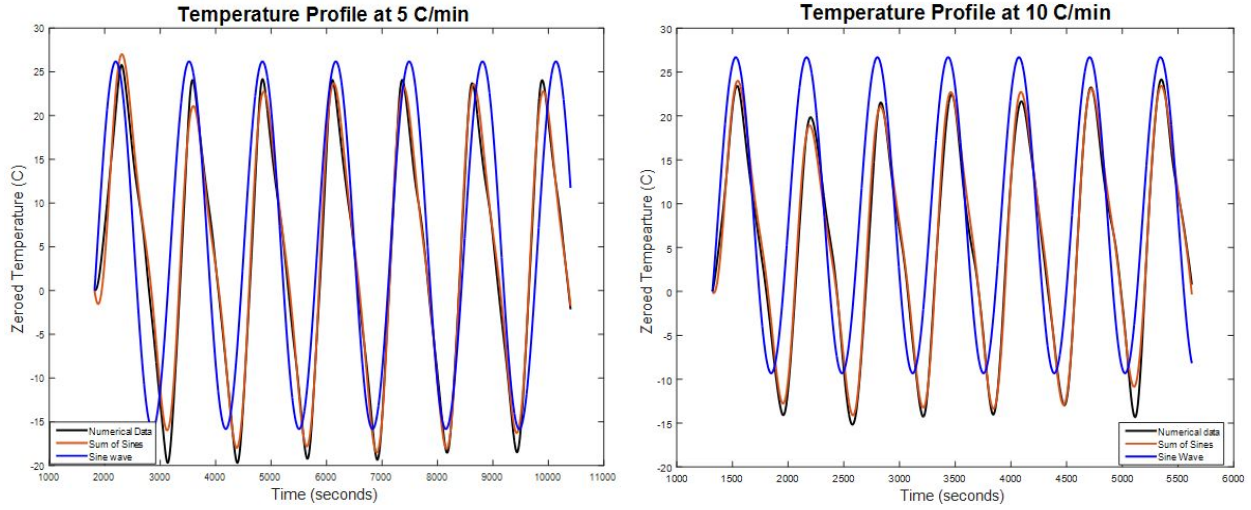 Temperature Profile at 5 C/min
Zeroed Temperature (C)
30
25
20
15
10
5
0
-5
-10
-15
-20
Numerical Data
Sum of Sines
Sine wave
1000 2000 3000 4000 5000 6000 7000 8000 9000 10000 11000
Time (seconds)
Temperature Profile at 10 C/min
Zeroed Tempearture (C)
30
25
20
15
10
5
0
-5
-10
-15
-20
Numerical data
Sum of Sines
Sine Wave
1000 1500 2000 2500 3000 3500 4000 4500 5000 5500 6000
Time (seconds)